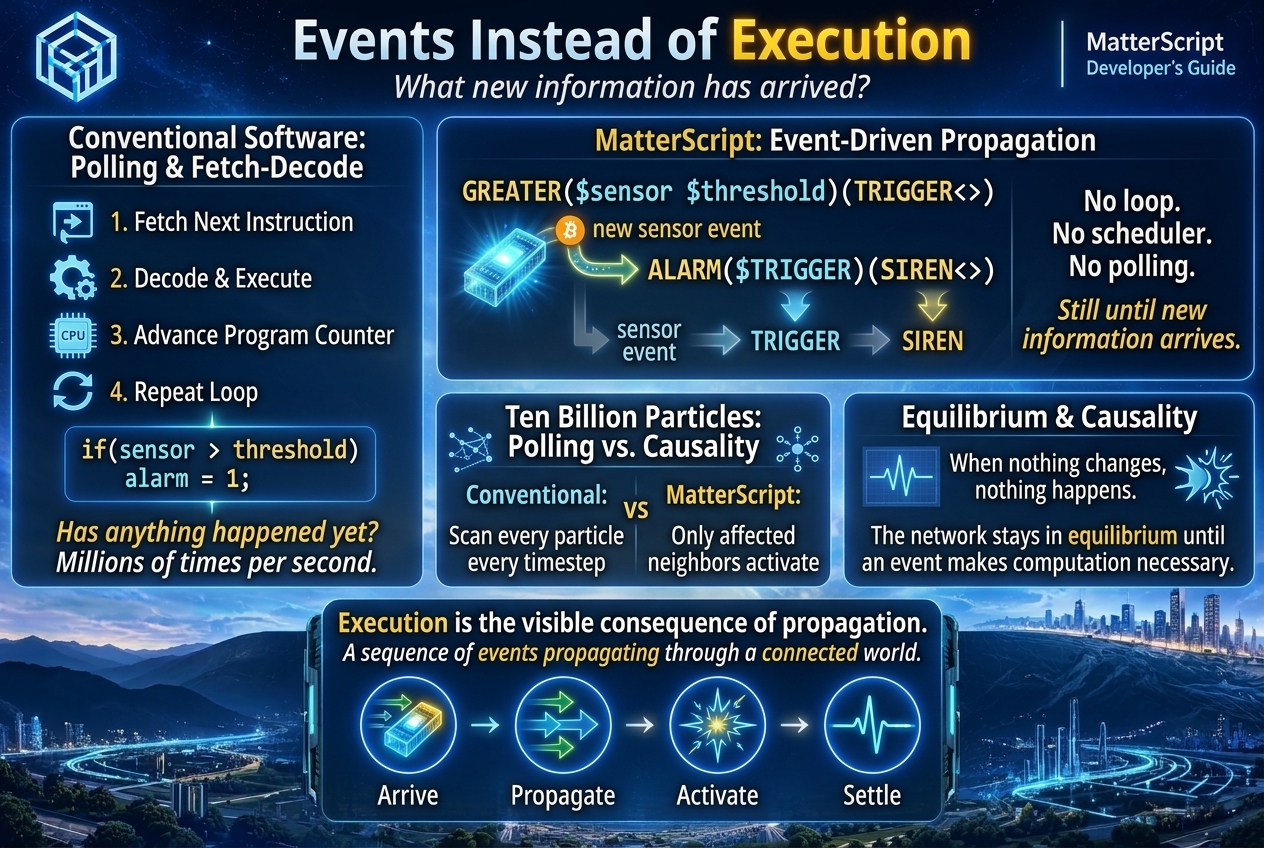 Events Instead of Execution
What new information has arrived?
MatterScript
Developer's Guide
Conventional Software:
Polling & Fetch-Decode
1. Fetch Next Instruction
2. Decode & Execute
CPU
3. Advance Program Counter
4. Repeat Loop
if(sensor > threshold)
alarm = 1;
Has anything happened yet?
Millions of times per second.
MatterScript: Event-Driven Propagation
GREATER($sensor $threshold)(TRIGGER<>)
new sensor event
ALARM($TRIGGER)(SIREN<>)
sensor
event
TRIGGER
SIREN
No loop.
No scheduler.
No polling.
Still until new
information arrives.
Ten Billion Particles:
Polling vs. Causality
Conventional:
Scan every particle
every timestep
VS
MatterScript:
Only affected
neighbors activate
Equilibrium & Causality
When nothing changes,
nothing happens.
The network stays in equilibrium until
an event makes computation necessary.
Execution is the visible consequence of propagation.
A sequence of events propagating through a connected world.
Arrive
Propagate
Activate
Settle